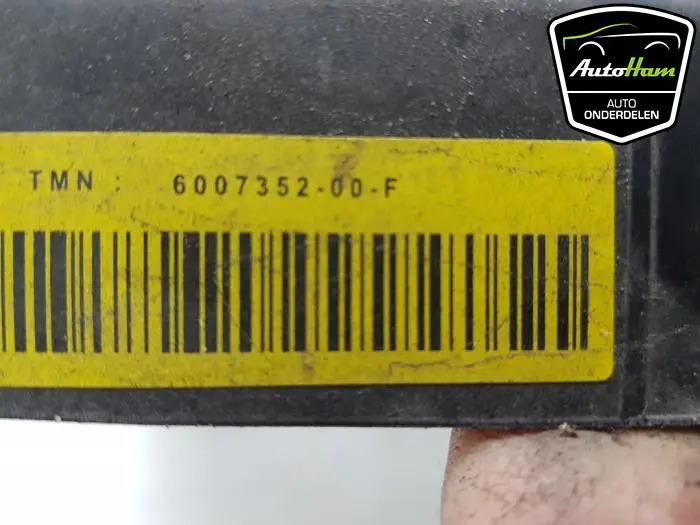 AutoHam
AUTO
ONDERDELEN
TMN : 6007352-00-F